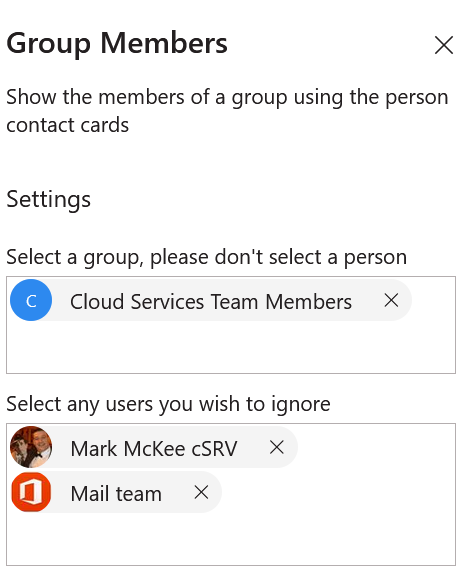 Group Members
Show the members of a group using the person
contact cards
Settings
Select a group, please don't select a person
C Cloud Services Team Members
Select any users you wish to ignore
Mark McKee cSRV
Mail team